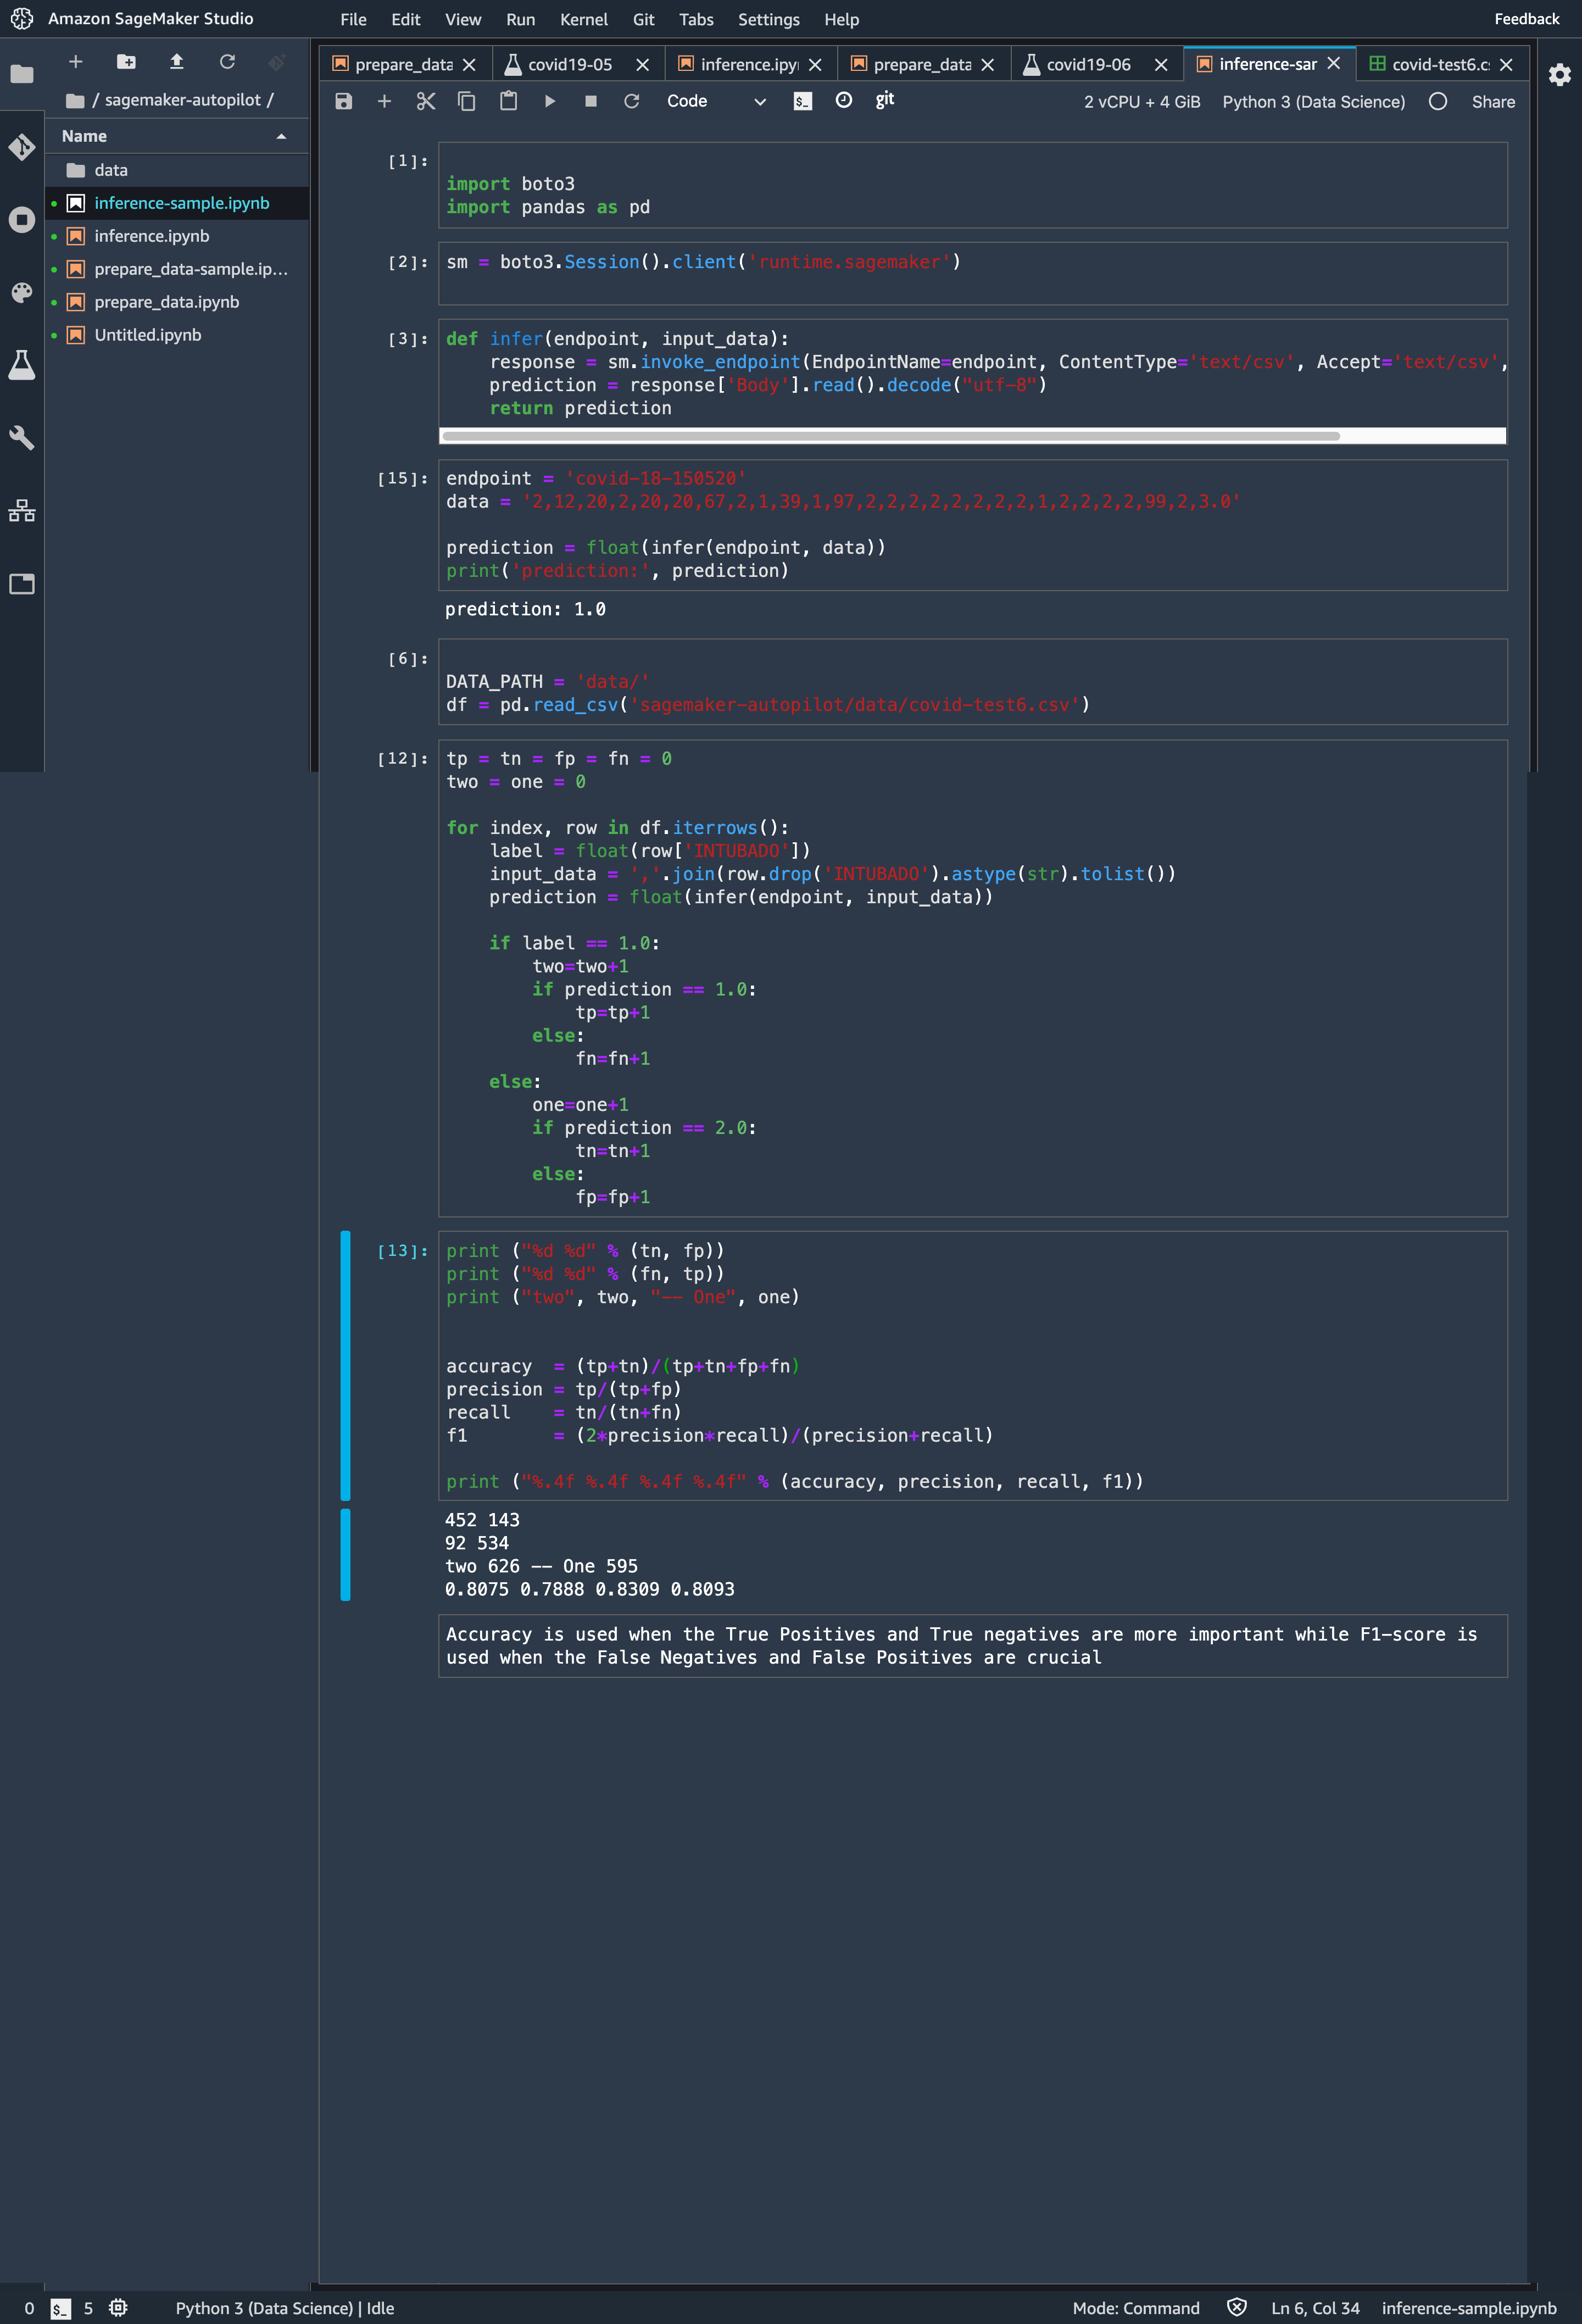 Amazon SageMaker Studio
File Edit View Run Kernel Git Tabs Settings Help
Feedback
/ sagemaker-autopilot /
Name
data
inference-sample.ipynb
inference.ipynb
prepare_data-sample.ip...
prepare_data.ipynb
Untitled.ipynb
prepare_data covid19-05 inference.ipy prepare_data covid19-06 inference-sar covid-test6.c
Code git 2 vCPU + 4 GiB Python 3 (Data Science) Share
[1]:
import boto3
import pandas as pd
[2]: sm = boto3.Session().client('runtime.sagemaker')
[3]: def infer(endpoint, input_data):
    response = sm.invoke_endpoint(EndpointName=endpoint, ContentType='text/csv', Accept='text/csv',
    prediction = response['Body'].read().decode("utf-8")
    return prediction
[15]: endpoint = 'covid-18-150520'
data = '2,12,20,2,20,20,67,2,1,39,1,97,2,2,2,2,2,2,2,2,1,2,2,2,2,99,2,3.0'
prediction = float(infer(endpoint, data))
print('prediction:', prediction)
prediction: 1.0
[6]:
DATA_PATH = 'data/'
df = pd.read_csv('sagemaker-autopilot/data/covid-test6.csv')
[12]: tp = tn = fp = fn = 0
two = one = 0
for index, row in df.iterrows():
    label = float(row['INTUBADO'])
    input_data = ','.join(row.drop('INTUBADO').astype(str).tolist())
    prediction = float(infer(endpoint, input_data))
    if label == 1.0:
        two=two+1
        if prediction == 1.0:
            tp=tp+1
        else:
            fn=fn+1
    else:
        one=one+1
        if prediction == 2.0:
            tn=tn+1
        else:
            fp=fp+1
[13]: print ("%d %d" % (tn, fp))
print ("%d %d" % (fn, tp))
print ("two", two, "-- One", one)
accuracy  = (tp+tn)/(tp+tn+fp+fn)
precision = tp/(tp+fp)
recall    = tn/(tn+fn)
f1        = (2*precision*recall)/(precision+recall)
print ("%.4f %.4f %.4f %.4f" % (accuracy, precision, recall, f1))
452 143
92 534
two 626 -- One 595
0.8075 0.7888 0.8309 0.8093
Accuracy is used when the True Positives and True negatives are more important while F1-score is
used when the False Negatives and False Positives are crucial
0 $_ 5 Python 3 (Data Science) | Idle Mode: Command Ln 6, Col 34 inference-sample.ipynb